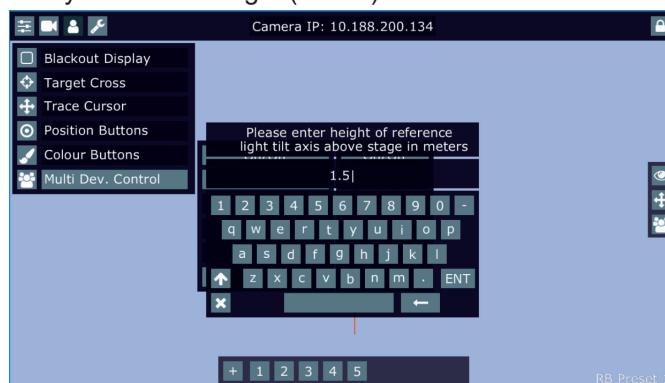 Camera IP: 10.188.200.134
Blackout Display
Target Cross
Trace Cursor
Position Buttons
Colour Buttons
Multi Dev. Control
Please enter height of reference
light tilt axis above stage in meters
1.5|
1 2 3 4 5 6 7 8 9 0 -
q w e r t y u i o p
a s d f g h j k l
z x c v b n m . ENT
+ 1 2 3 4 5
RB Preset